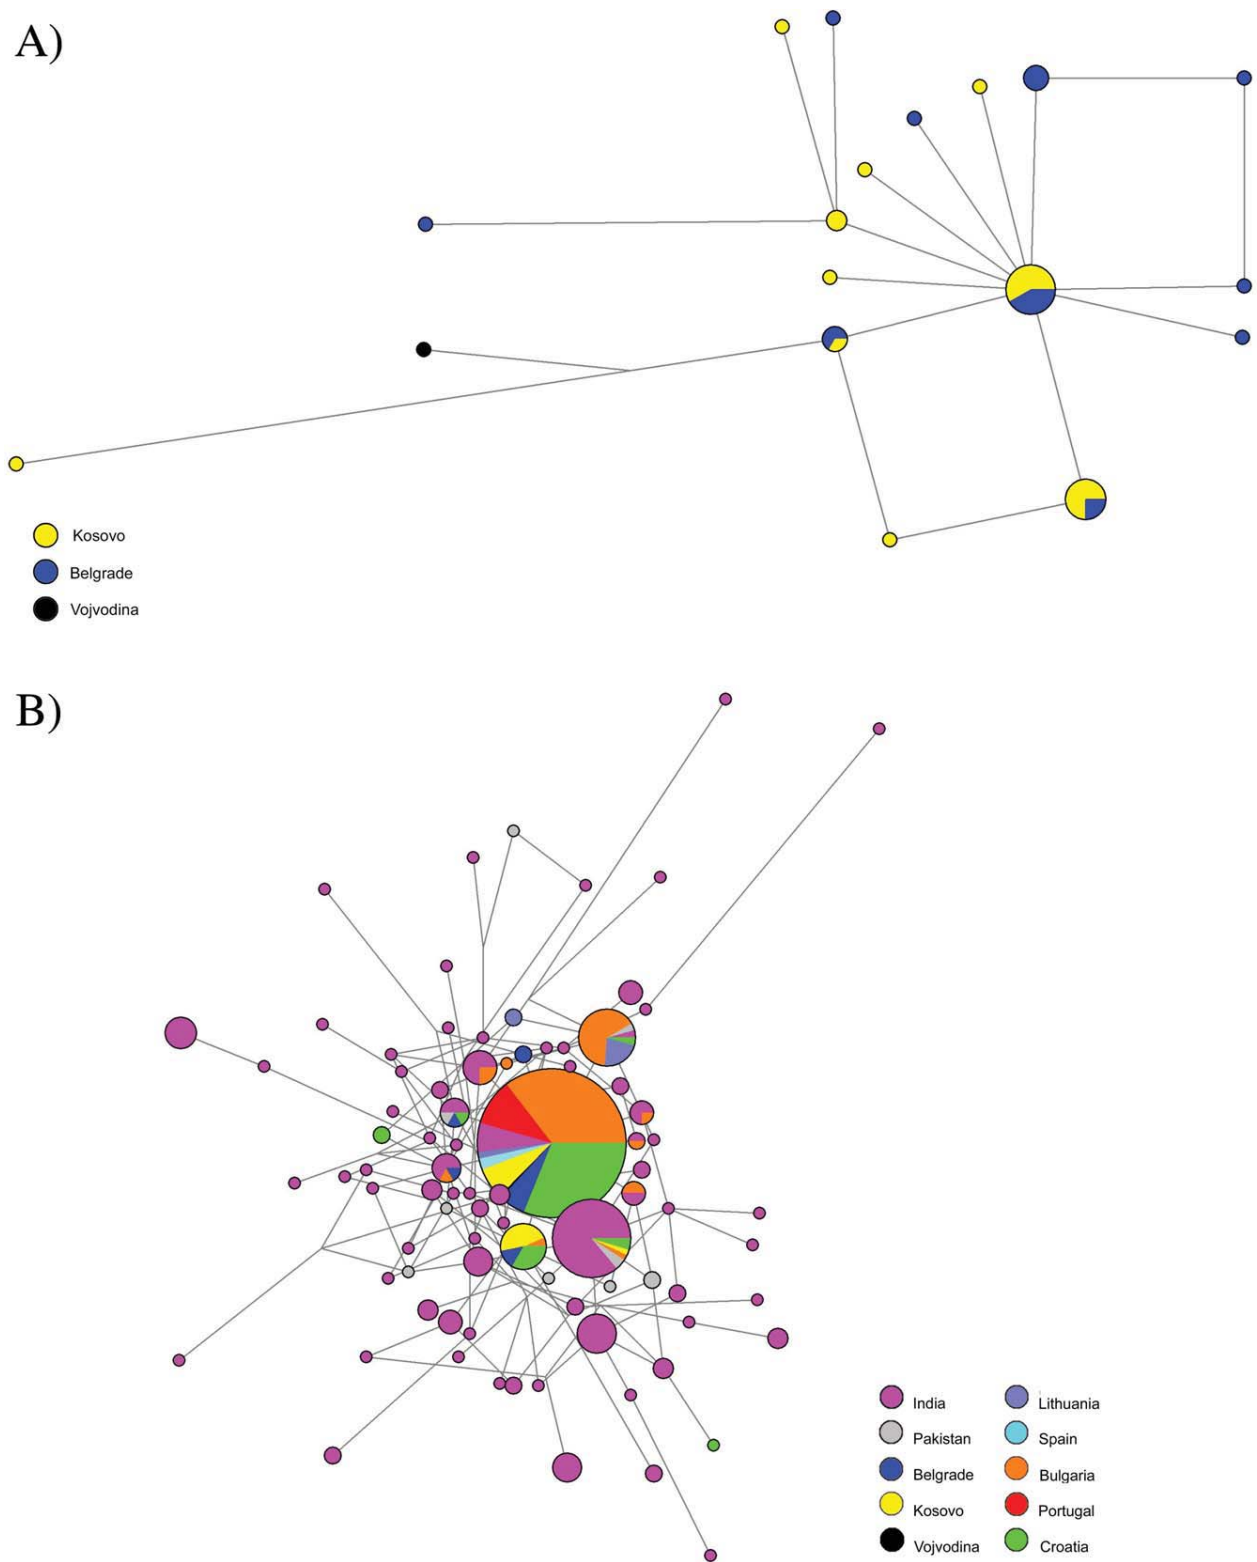 A)
Kosovo
Belgrade
Vojvodina
B)
India
Lithuania
Pakistan
Spain
Belgrade
Bulgaria
Kosovo
Portugal
Vojvodina
Croatia